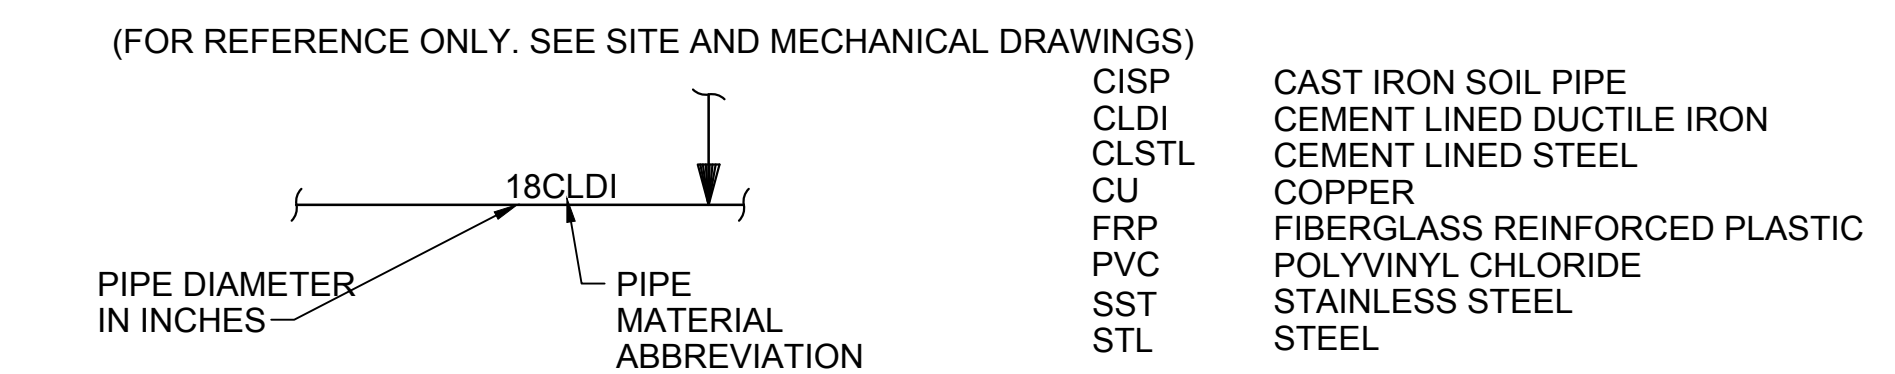 (FOR REFERENCE ONLY. SEE SITE AND MECHANICAL DRAWINGS)
18CLDI
PIPE DIAMETER
IN INCHES
PIPE
MATERIAL
ABBREVIATION
CISP CAST IRON SOIL PIPE
CLDI CEMENT LINED DUCTILE IRON
CLSTL CEMENT LINED STEEL
CU COPPER
FRP FIBERGLASS REINFORCED PLASTIC
PVC POLYVINYL CHLORIDE
SST STAINLESS STEEL
STL STEEL